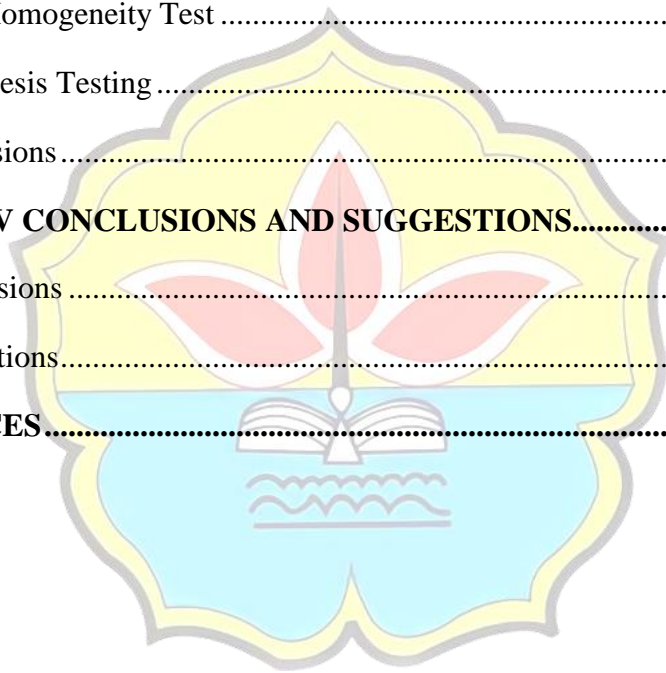 Homogeneity Test ..............................................................
esis Testing ........................................................................
sions .....................................................................................
V CONCLUSIONS AND SUGGESTIONS.............
sions ....................................................................................
tions.....................................................................................
CES .......................................................................................